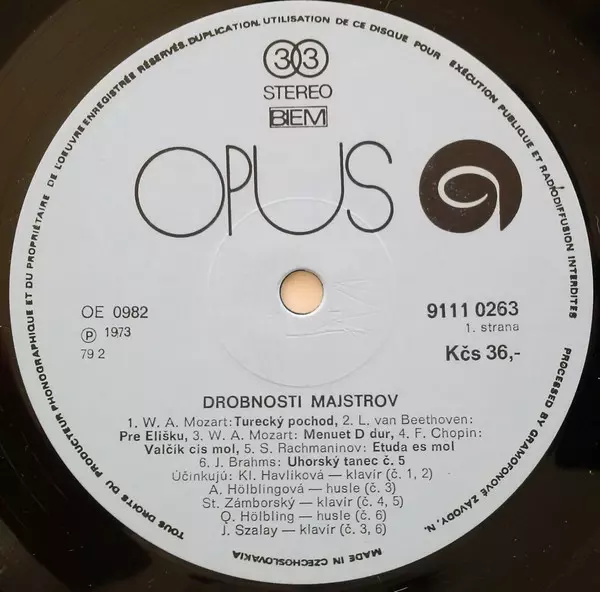 TOUS DROITS DU PRODUCTEUR PHONOGRAPHIQUE ET DU PROPRIÉTAIRE DE L'OEUVRE ENREGISTRÉE RÉSERVÉS. DUPLICATION, UTILISATION DE CE DISQUE POUR EXÉCUTION PUBLIQUE ET RADIODIFFUSION INTERDITES
PROCESSED BY GRAMOFONOVÉ ZÁVODY, N.
MADE IN CZECHOSLOVAKIA
33
STEREO
BIEM
OPUS
OE 0982
Ⓟ 1973
79 2
9111 0263
1. strana
Kčs 36,-
DROBNOSTI MAJSTROV
1. W. A. Mozart: Turecký pochod, 2. L. van Beethoven:
Pre Elišku, 3. W. A. Mozart: Menuet D dur, 4. F. Chopin:
Valčík cis mol, 5. S. Rachmaninov: Etuda es mol
6. J. Brahms: Uhorský tanec č. 5
Účinkujú: Kl. Havlíková — klavír (č. 1, 2)
A. Hölblingová — husle (č. 3)
St. Zámborský — klavír (č. 4, 5)
Q. Hölbling — husle (č. 6)
J. Szalay — klavír (č. 3, 6)